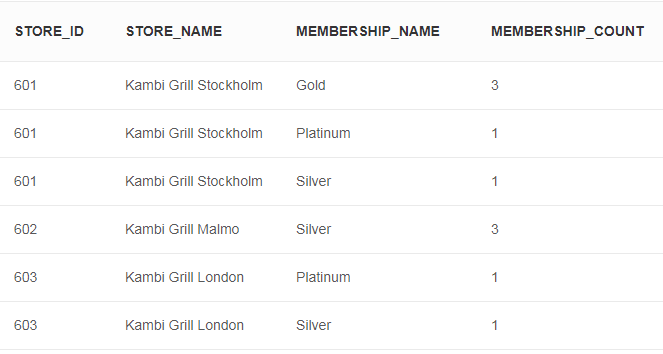 STORE_ID STORE_NAME MEMBERSHIP_NAME MEMBERSHIP_COUNT
601 Kambi Grill Stockholm Gold 3
601 Kambi Grill Stockholm Platinum 1
601 Kambi Grill Stockholm Silver 1
602 Kambi Grill Malmo Silver 3
603 Kambi Grill London Platinum 1
603 Kambi Grill London Silver 1